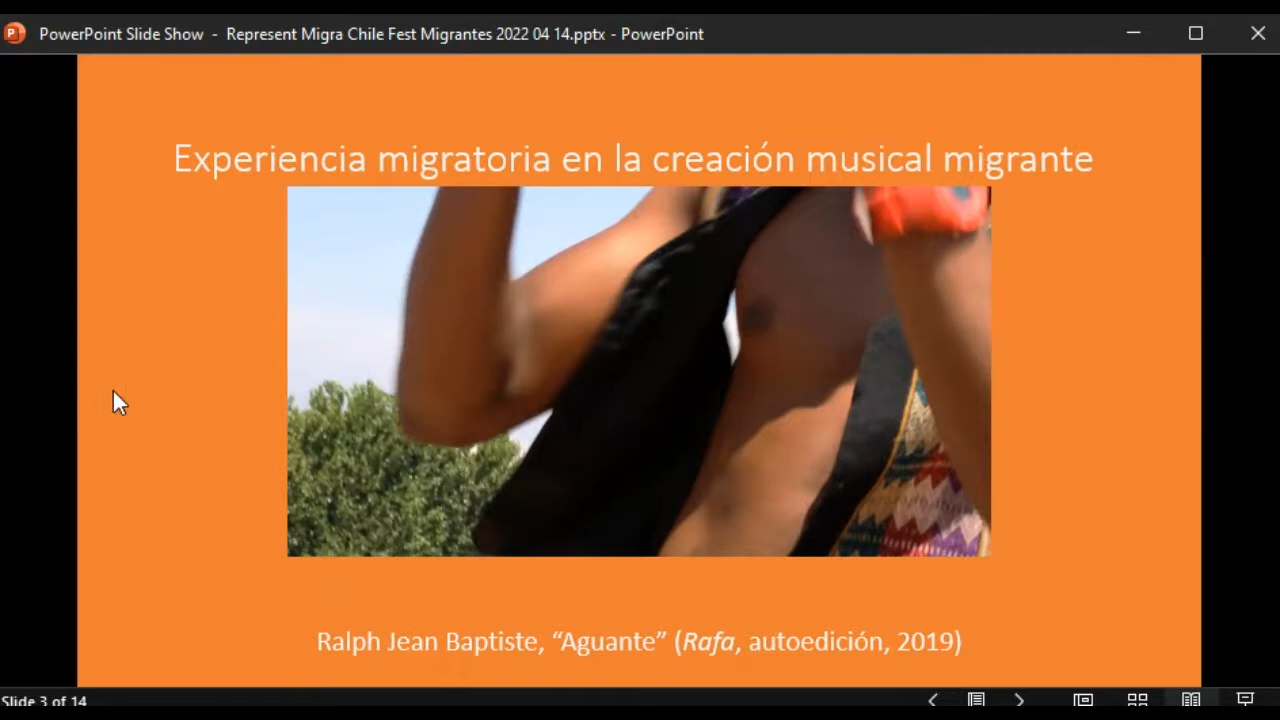 PowerPoint Slide Show - Represent Migra Chile Fest Migrantes 2022 04 14.pptx - PowerPoint
Experiencia migratoria en la creación musical migrante
Ralph Jean Baptiste, “Aguante” (Rafa, autoedición, 2019)
Slide 3 of 14